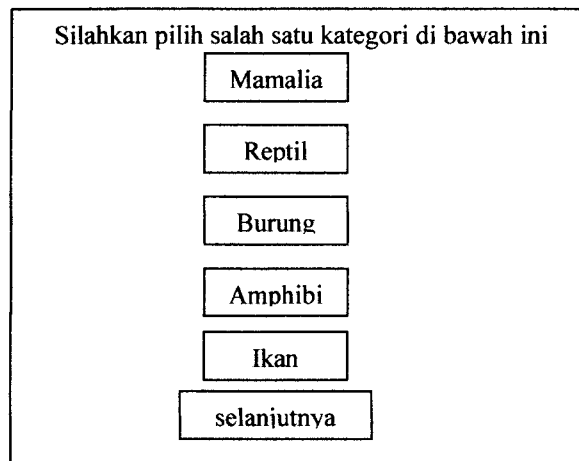 Silahkan pilih salah satu kategori di bawah ini
Mamalia
Reptil
Burung
Amphibi
Ikan
selanjutnya